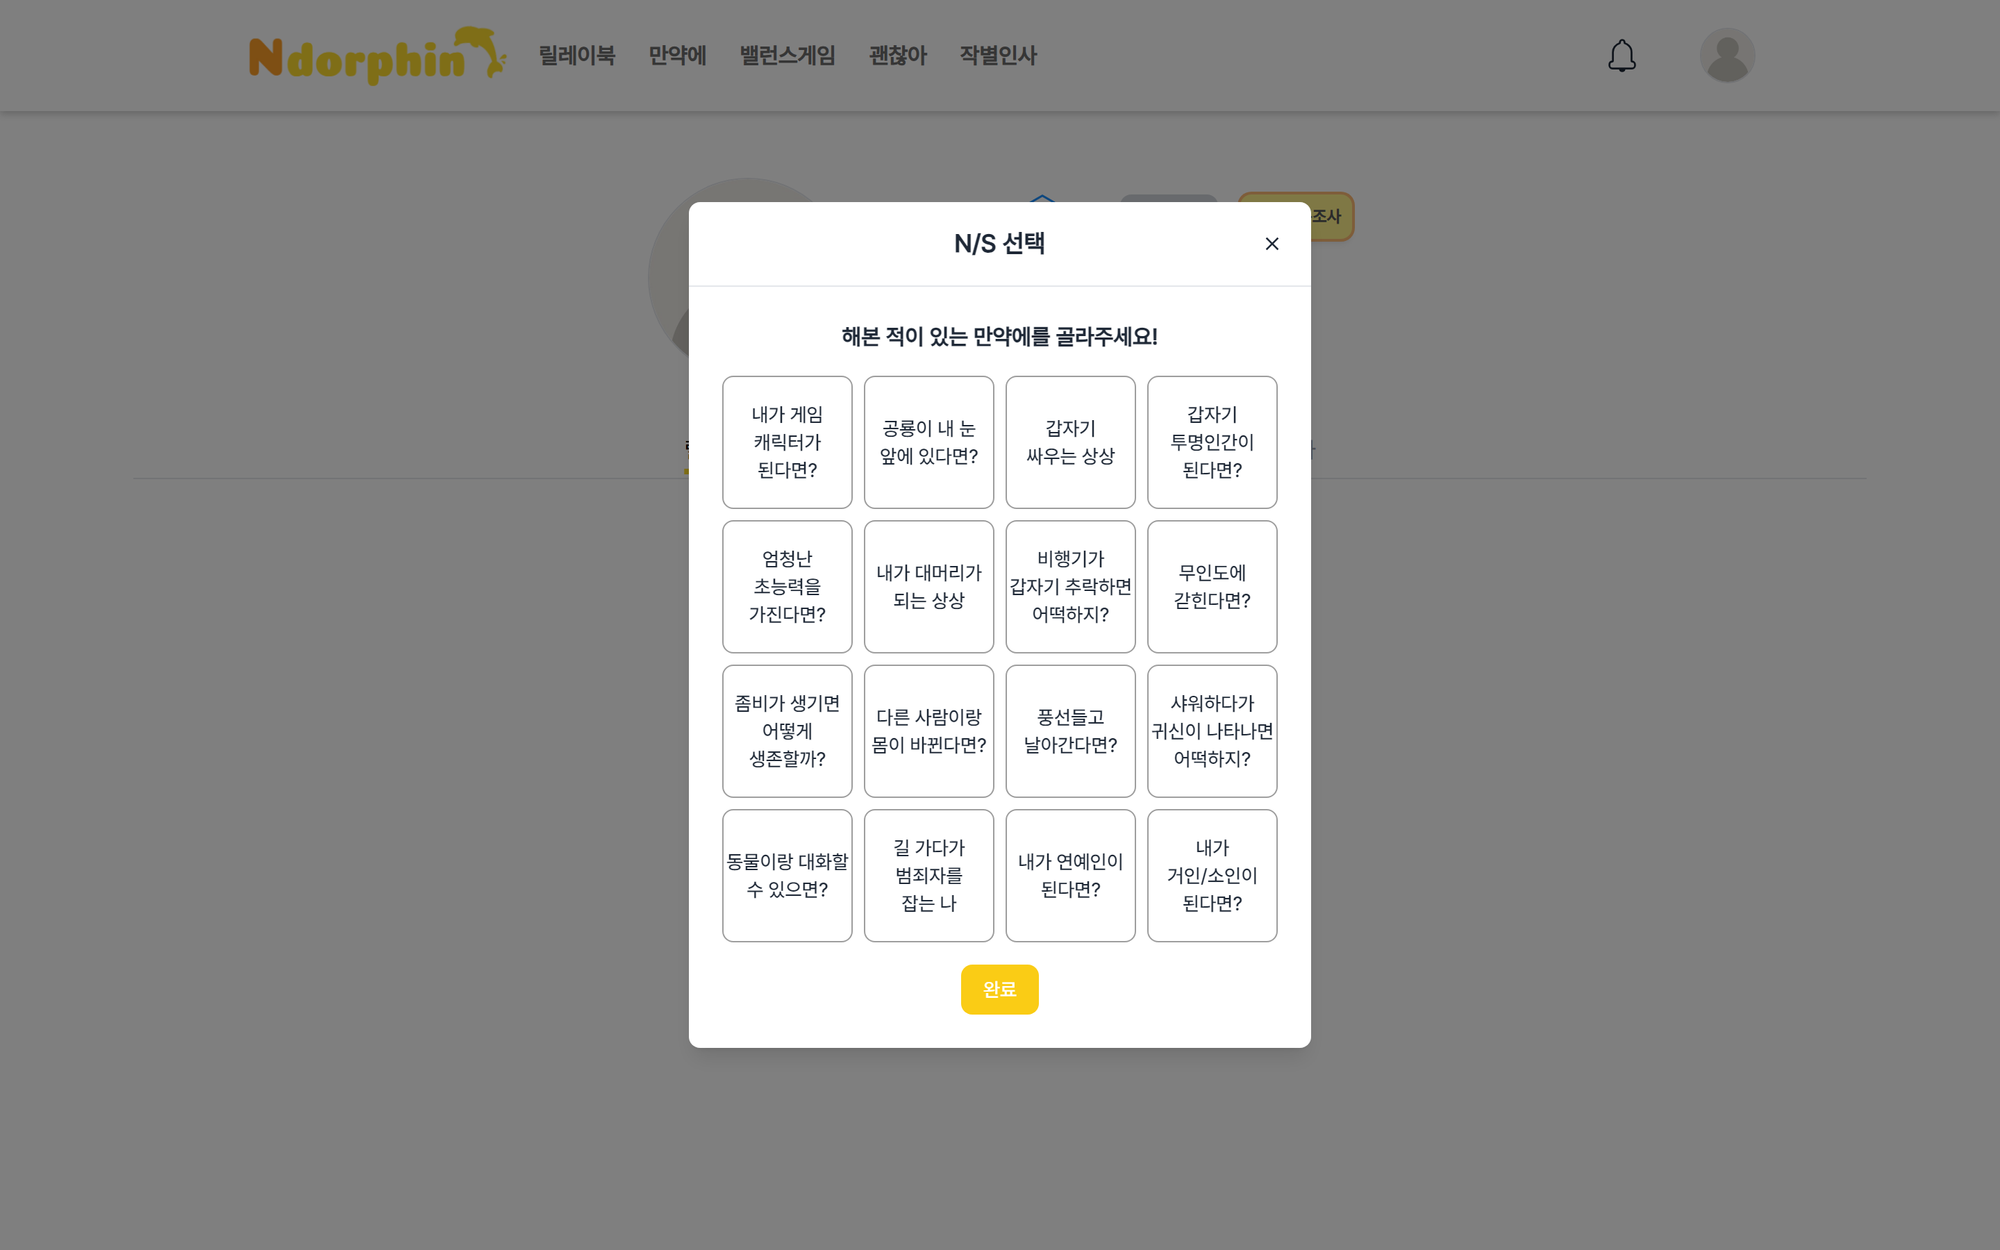 Ndorphin 릴레이북 만약에 밸런스게임 괜찮아 작별인사
조사
N/S 선택
해본 적이 있는 만약에를 골라주세요!
내가 게임
캐릭터가
된다면?
공룡이 내 눈
앞에 있다면?
갑자기
싸우는 상상
갑자기
투명인간이
된다면?
엄청난
초능력을
가진다면?
내가 대머리가
되는 상상
비행기가
갑자기 추락하면
어떡하지?
무인도에
갇힌다면?
좀비가 생기면
어떻게
생존할까?
다른 사람이랑
몸이 바뀐다면?
풍선들고
날아간다면?
샤워하다가
귀신이 나타나면
어떡하지?
동물이랑 대화할
수 있으면?
길 가다가
범죄자를
잡는 나
내가 연예인이
된다면?
내가
거인/소인이
된다면?
완료